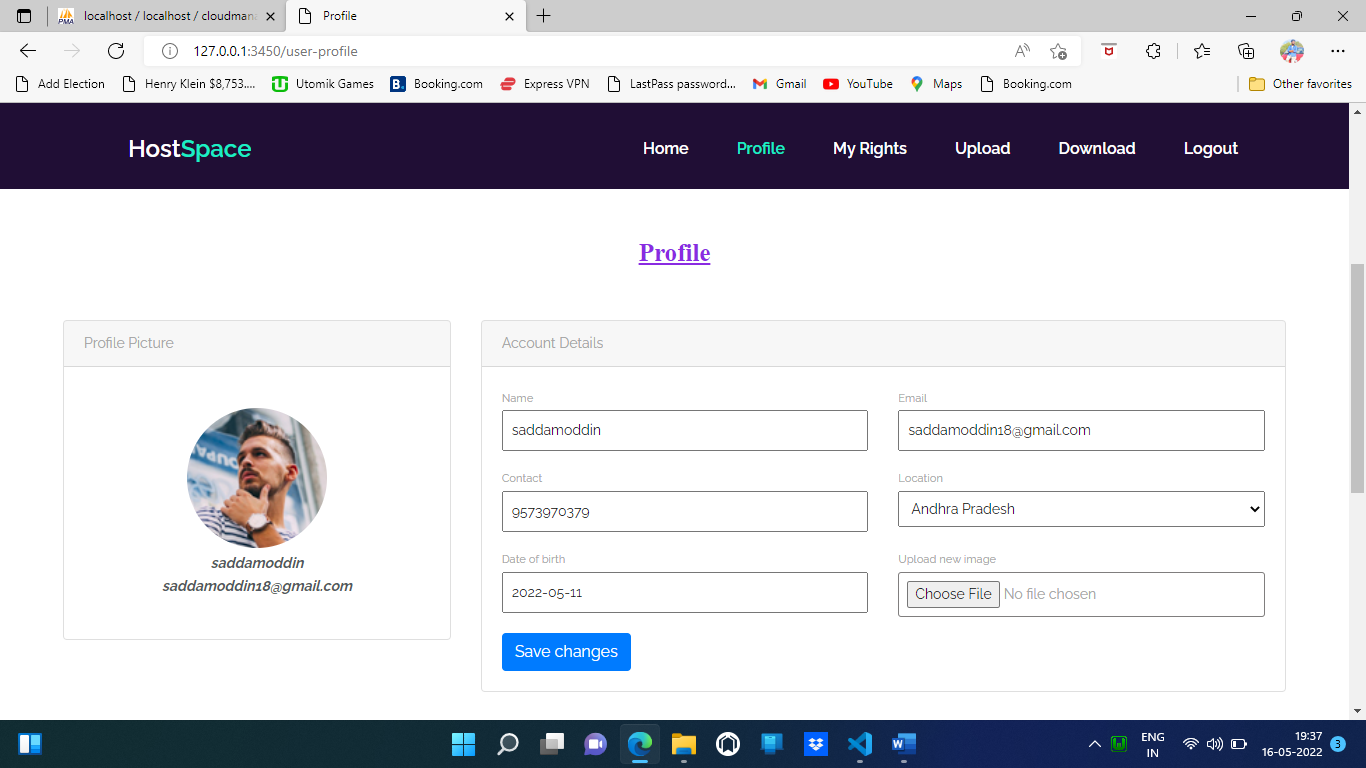 localhost / localhost / cloudmana
Profile
127.0.0.1:3450/user-profile
Add Election
Henry Klein $8,753....
Utomik Games
Booking.com
Express VPN
LastPass password...
Gmail
YouTube
Maps
Booking.com
Other favorites
HostSpace
Home
Profile
My Rights
Upload
Download
Logout
Profile
Profile Picture
saddamoddin
saddamoddin18@gmail.com
Account Details
Name
Email
saddamoddin
saddamoddin18@gmail.com
Contact
Location
9573970379
Andhra Pradesh
Date of birth
Upload new image
2022-05-11
Choose File No file chosen
Save changes
ENG
IN
19:37
16-05-2022
3